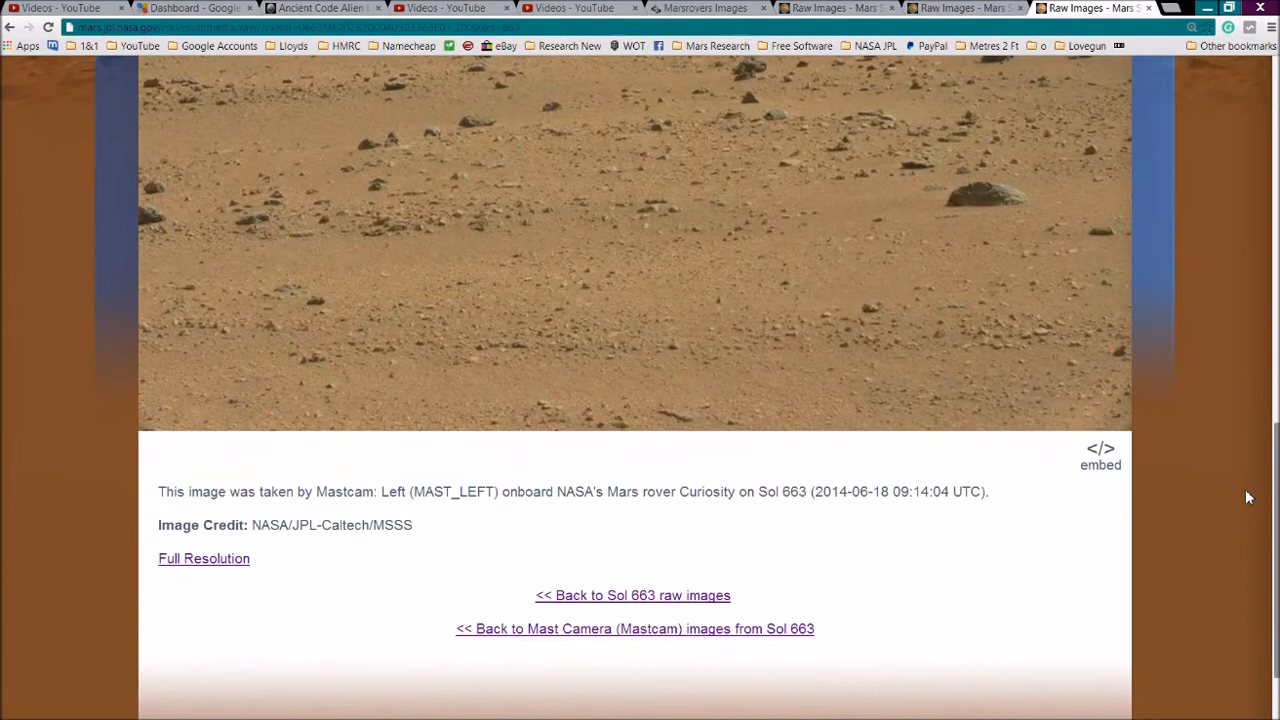 Videos - YouTube Dashboard - Google Ancient Code Alien L Videos - YouTube Videos - YouTube Marsrovers Images Raw Images - Mars S Raw Images - Mars S Raw Images - Mars S
Apps 1&1 YouTube Google Accounts Lloyds HMRC Namecheap eBay Research New WOT Mars Research Free Software NASA JPL PayPal Metres 2 Ft o Lovegun Other bookmarks
</> embed
This image was taken by Mastcam: Left (MAST_LEFT) onboard NASA's Mars rover Curiosity on Sol 663 (2014-06-18 09:14:04 UTC).
Image Credit: NASA/JPL-Caltech/MSSS
Full Resolution
<< Back to Sol 663 raw images
<< Back to Mast Camera (Mastcam) images from Sol 663